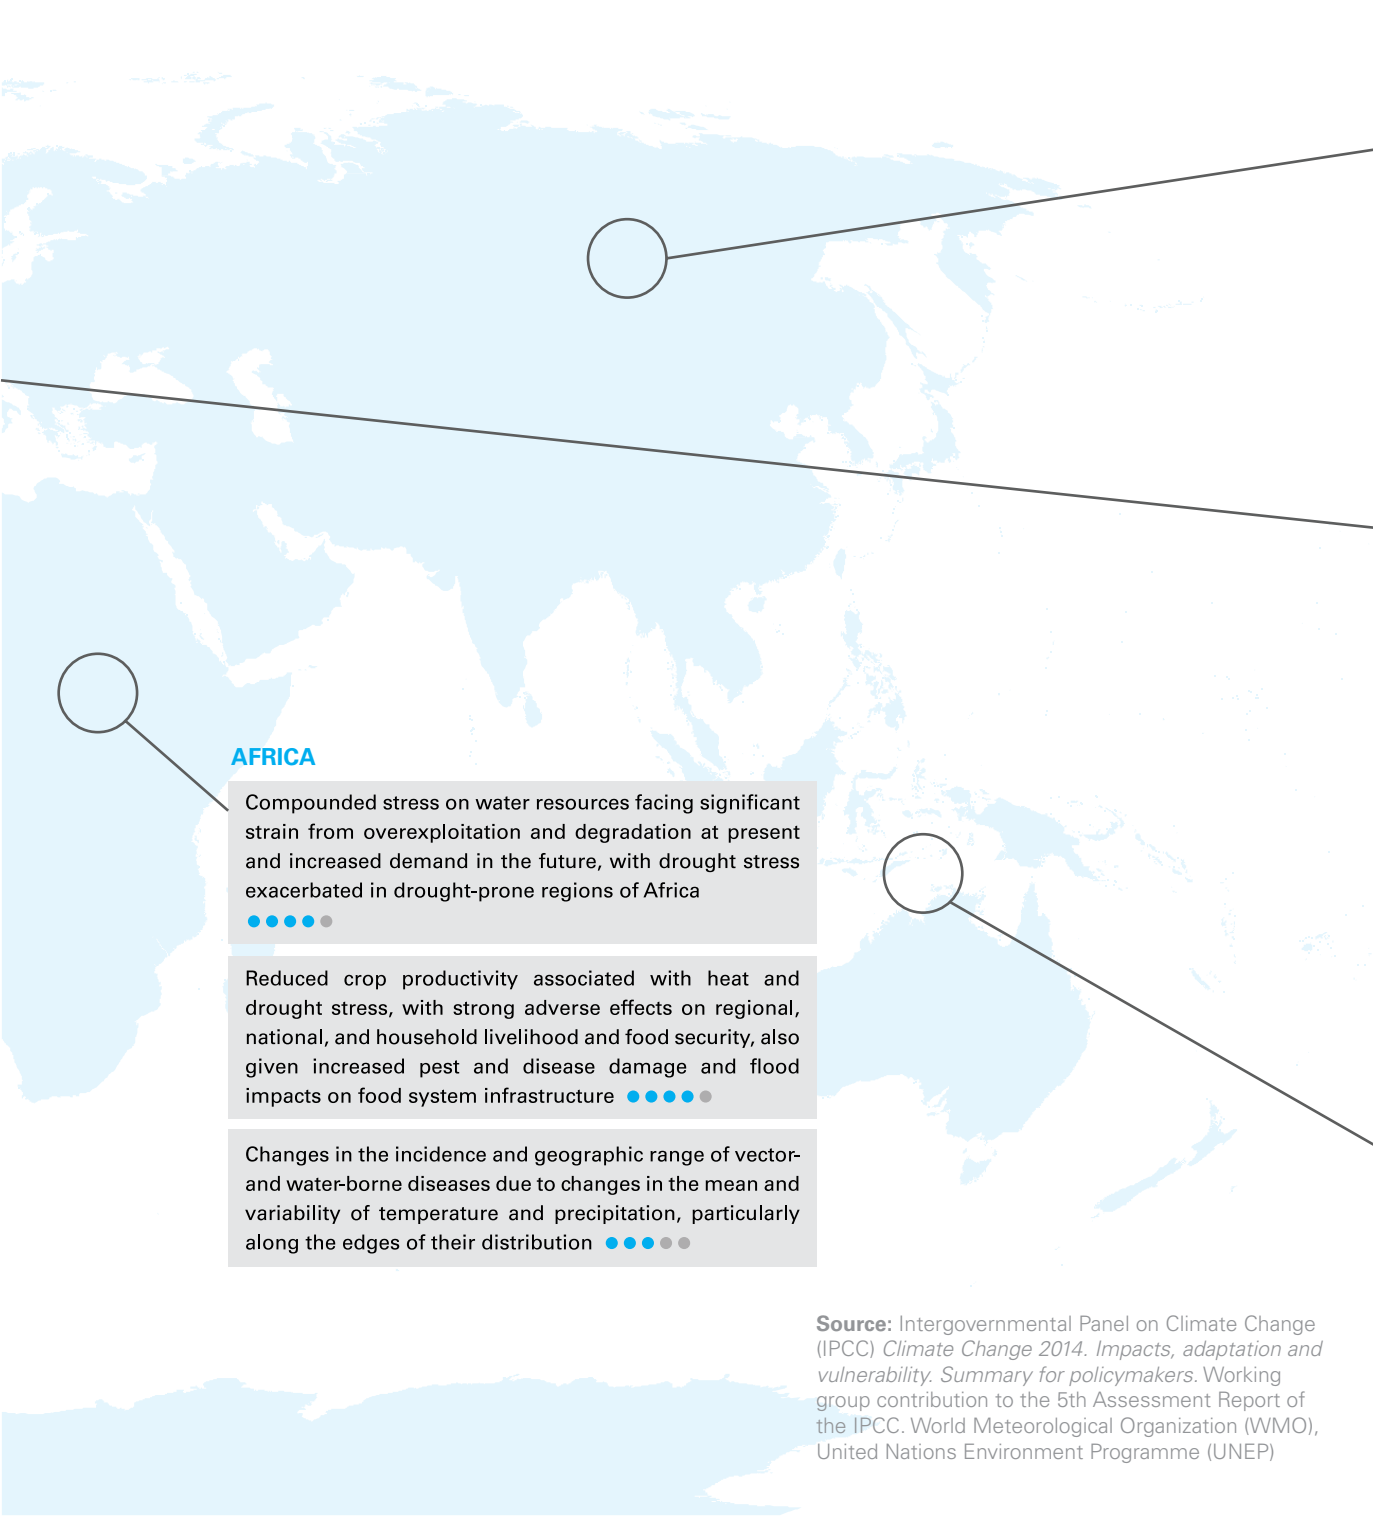 AFRICA
Compounded stress on water resources facing significant
strain from overexploitation and degradation at present
and increased demand in the future, with drought stress
exacerbated in drought-prone regions of Africa
Reduced crop productivity associated with heat and
drought stress, with strong adverse effects on regional,
national, and household livelihood and food security, also
given increased pest and disease damage and flood
impacts on food system infrastructure
Changes in the incidence and geographic range of vector-
and water-borne diseases due to changes in the mean and
variability of temperature and precipitation, particularly
along the edges of their distribution
Source: Intergovernmental Panel on Climate Change
(IPCC) Climate Change 2014. Impacts, adaptation and
vulnerability. Summary for policymakers. Working
group contribution to the 5th Assessment Report of
the IPCC. World Meteorological Organization (WMO),
United Nations Environment Programme (UNEP)